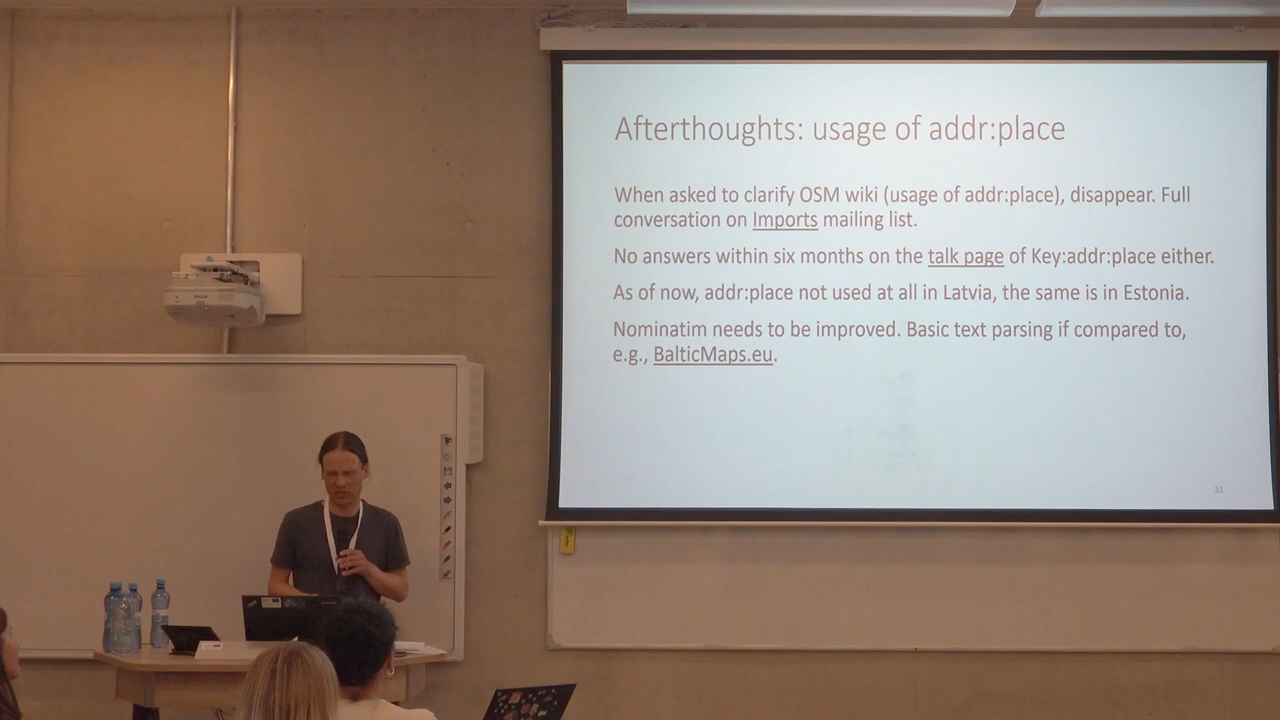 Afterthoughts: usage of addr:place
When asked to clarify OSM wiki (usage of addr:place), disappear. Full
conversation on Imports mailing list.
No answers within six months on the talk page of Key:addr:place either.
As of now, addr:place not used at all in Latvia, the same is in Estonia.
Nominatim needs to be improved. Basic text parsing if compared to,
e.g., BalticMaps.eu.
31